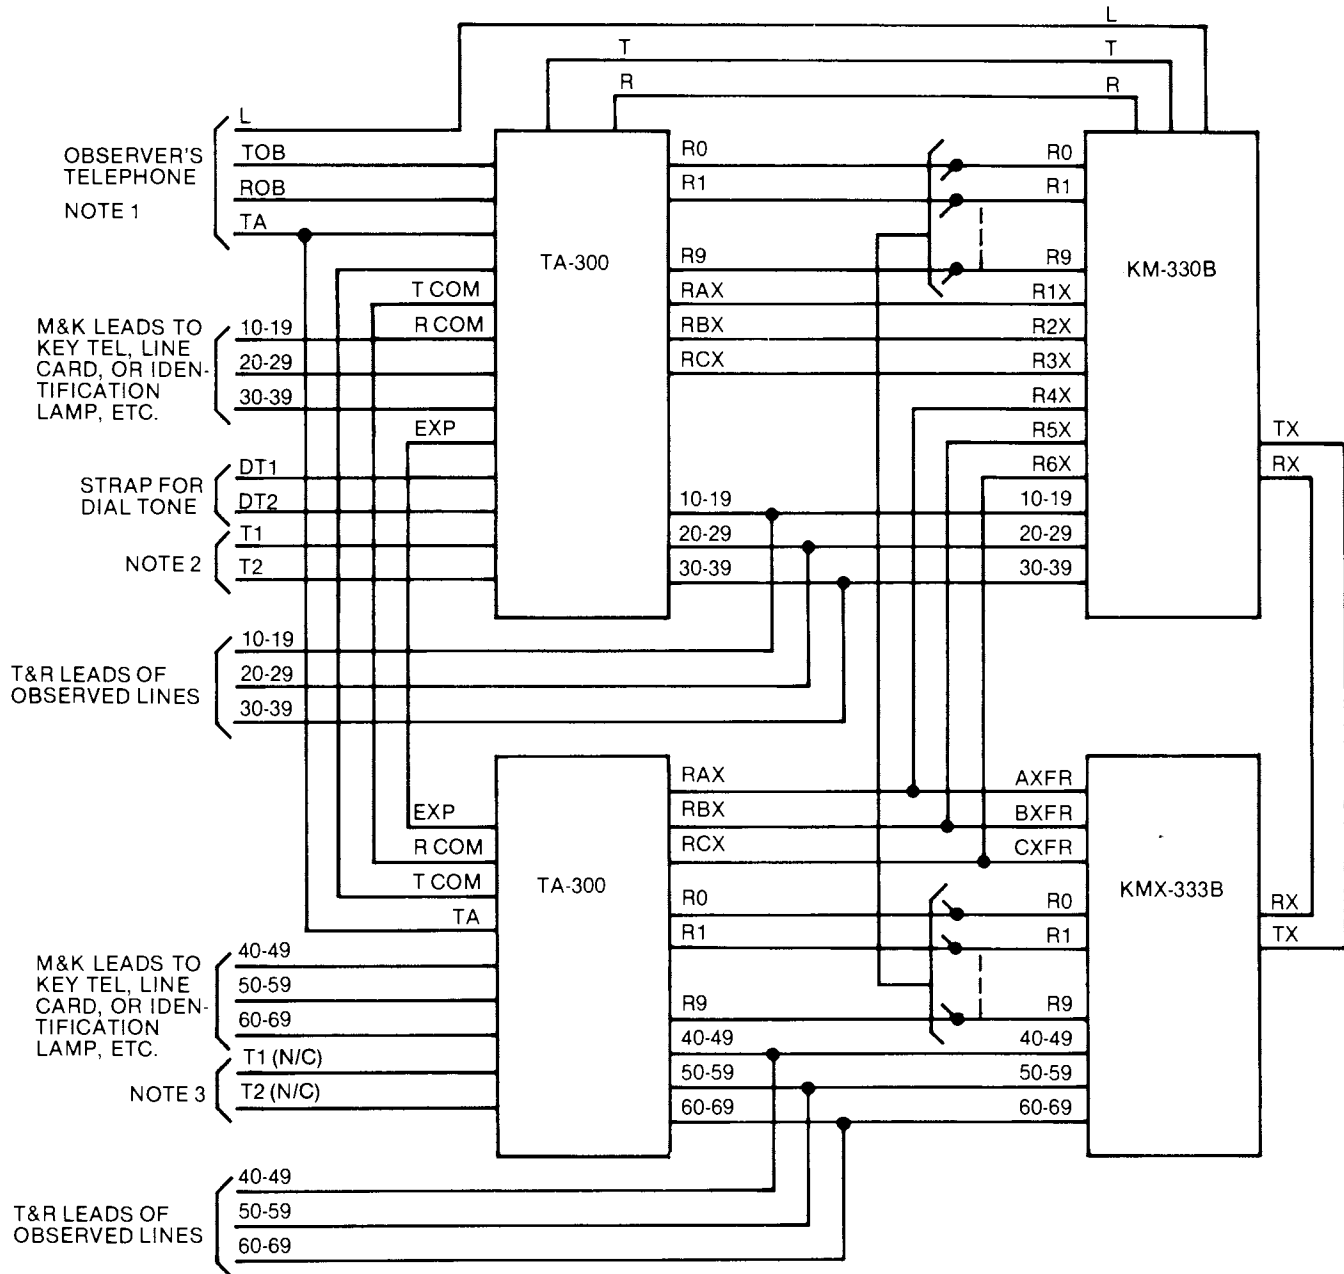 L
L
T
T
R
R
L
OBSERVER'S
TELEPHONE
NOTE 1
TOB
ROB
TA
TA-300
R0
R1
R9
RAX
RBX
RCX
R0
R1
R9
R1X
R2X
R3X
R4X
R5X
R6X
KM-330B
T COM
R COM
M&K LEADS TO
KEY TEL, LINE
CARD, OR IDEN-
TIFICATION
LAMP, ETC.
10-19
20-29
30-39
EXP
TX
RX
STRAP FOR
DIAL TONE
DT1
DT2
NOTE 2
T1
T2
10-19
20-29
30-39
10-19
20-29
30-39
T&R LEADS OF
OBSERVED LINES
10-19
20-29
30-39
EXP
R COM
T COM
TA
TA-300
RAX
RBX
RCX
R0
R1
R9
40-49
50-59
60-69
AXFR
BXFR
CXFR
R0
R1
R9
40-49
50-59
60-69
KMX-333B
RX
TX
M&K LEADS TO
KEY TEL, LINE
CARD, OR IDEN-
TIFICATION
LAMP, ETC.
40-49
50-59
60-69
NOTE 3
T1 (N/C)
T2 (N/C)
T&R LEADS OF
OBSERVED LINES
40-49
50-59
60-69